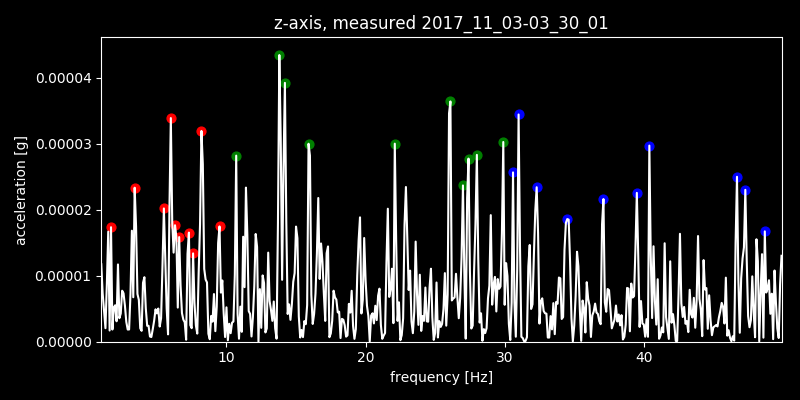 z-axis, measured 2017_11_03-03_30_01
acceleration [g]
0.00004
0.00003
0.00002
0.00001
0.00000
10 20 30 40
frequency [Hz]